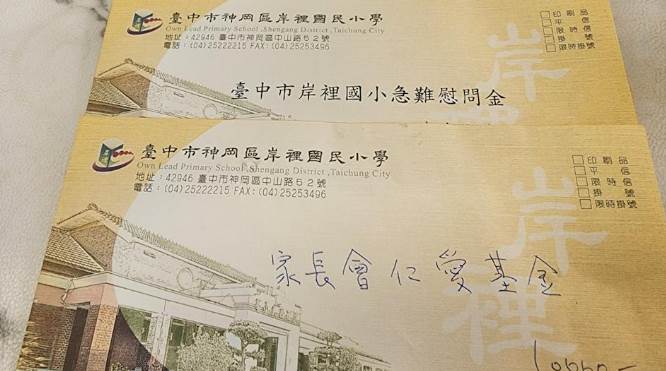 臺中市神岡區岸裡國民小學
Own Lead Primary School,Shengang District ,Taichung City
地址：42946 臺中市神岡區中山路６２號
電話：(04)25222215 FAX:(04)25253496
印刷品
平信
限時信
掛號
限時掛號
臺中市岸裡國小急難慰問金
岸
臺中市神岡區岸裡國民小學
Own Lead Primary School,Shengang District ,Taichung City
地址：42946 臺中市神岡區中山路６２號
電話：(04)25222215 FAX:(04)25253496
印刷品
平信
限時信
掛號
限時掛號
岸裡
家長會仁愛基金